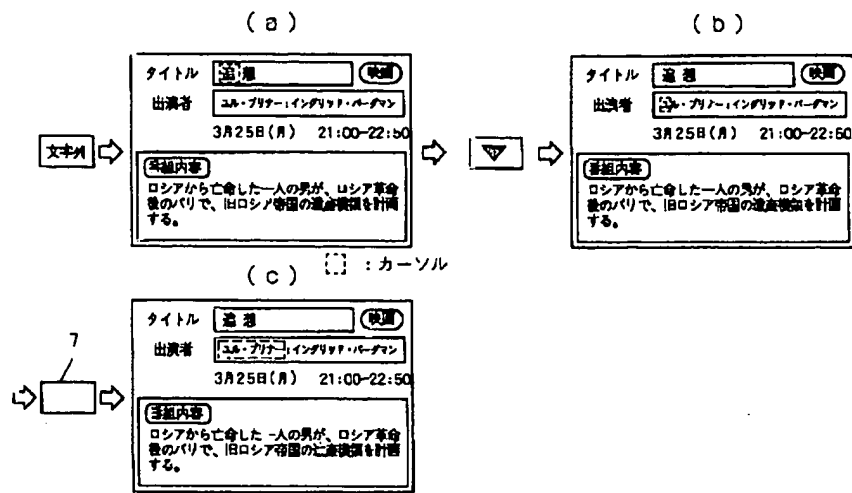 (a)
タイトル 追想 映画
出演者 ユル・ブリナー:イングリッド・バーグマン
3月25日(月) 21:00-22:50
文字列
番組内容
ロシアから亡命した一人の男が、ロシア革命
後のパリで、旧ロシア帝国の遺産横領を計画
する。
(b)
タイトル 追想 映画
出演者 ユル・ブリナー:イングリッド・バーグマン
3月25日(月) 21:00-22:50
▽
番組内容
ロシアから亡命した一人の男が、ロシア革命
後のパリで、旧ロシア帝国の遺産横領を計画
する。
:カーソル
(c)
タイトル 追想 映画
出演者 ユル・ブリナー:イングリッド・バーグマン
3月25日(月) 21:00-22:50
7
番組内容
ロシアから亡命した一人の男が、ロシア革命
後のパリで、旧ロシア帝国の横領を計画
する。